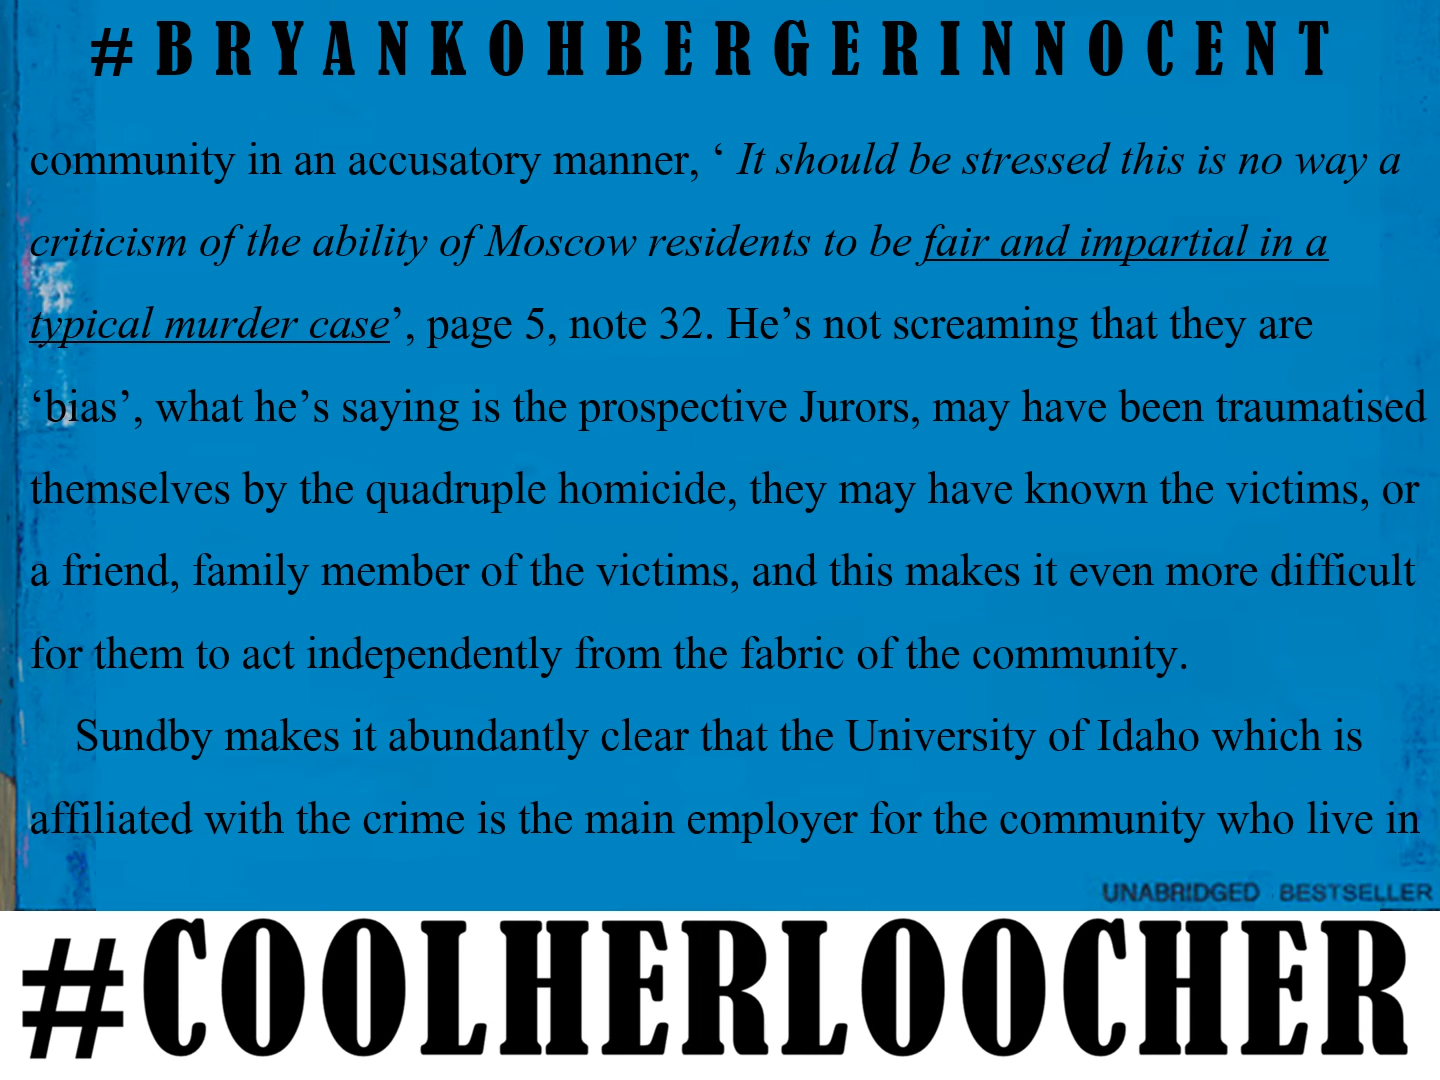 #BRYANKOHBERGERINNOCENT
community in an accusatory manner, ‘ It should be stressed this is no way a
criticism of the ability of Moscow residents to be fair and impartial in a
typical murder case’, page 5, note 32. He’s not screaming that they are
‘bias’, what he’s saying is the prospective Jurors, may have been traumatised
themselves by the quadruple homicide, they may have known the victims, or
a friend, family member of the victims, and this makes it even more difficult
for them to act independently from the fabric of the community.
Sundby makes it abundantly clear that the University of Idaho which is
affiliated with the crime is the main employer for the community who live in
UNABRIDGED BESTSELLER
#COOLHERLOOCHER